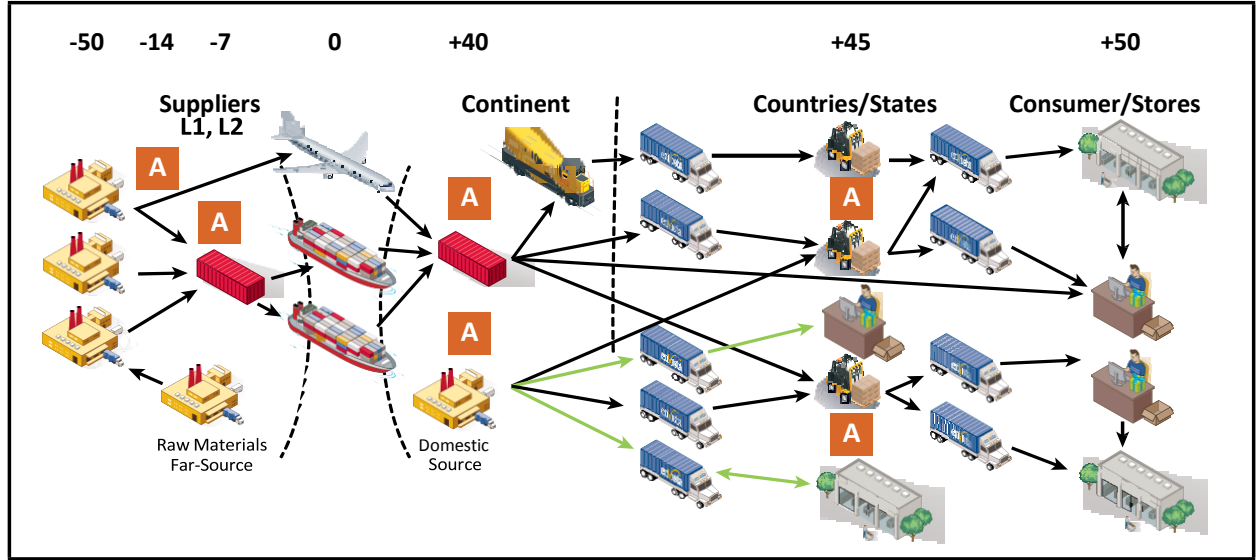 -50 -14 -7 0 +40 +45 +50
Suppliers
L1, L2
Continent
Countries/States
Consumer/Stores
A
A
A
A
A
A
Raw Materials
Far-Source
Domestic
Source